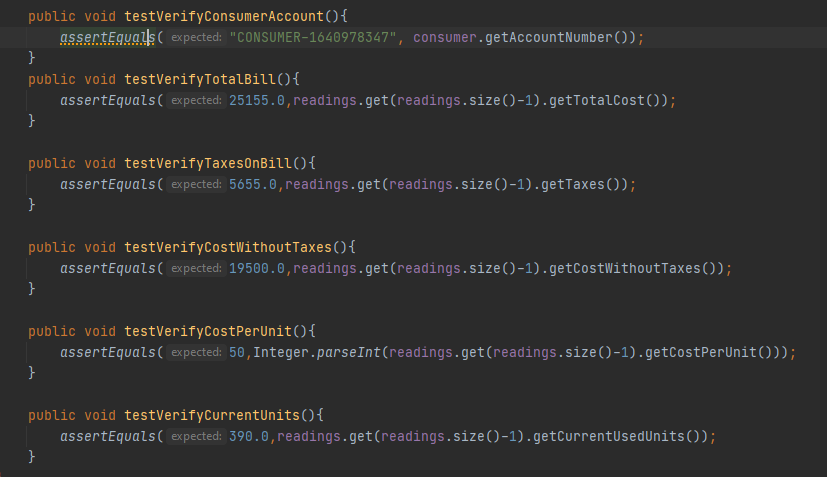 public void testVerifyConsumerAccount(){
assertEquals( expected: "CONSUMER-1640978347", consumer.getAccountNumber());
}
public void testVerifyTotalBill(){
assertEquals( expected: 25155.0,readings.get(readings.size()-1).getTotalCost());
}
public void testVerifyTaxesOnBill(){
assertEquals( expected: 5655.0,readings.get(readings.size()-1).getTaxes());
}
public void testVerifyCostWithoutTaxes(){
assertEquals( expected: 19500.0,readings.get(readings.size()-1).getCostWithoutTaxes());
}
public void testVerifyCostPerUnit(){
assertEquals( expected: 50,Integer.parseInt(readings.get(readings.size()-1).getCostPerUnit()));
}
public void testVerifyCurrentUnits(){
assertEquals( expected: 390.0,readings.get(readings.size()-1).getCurrentUsedUnits());
}